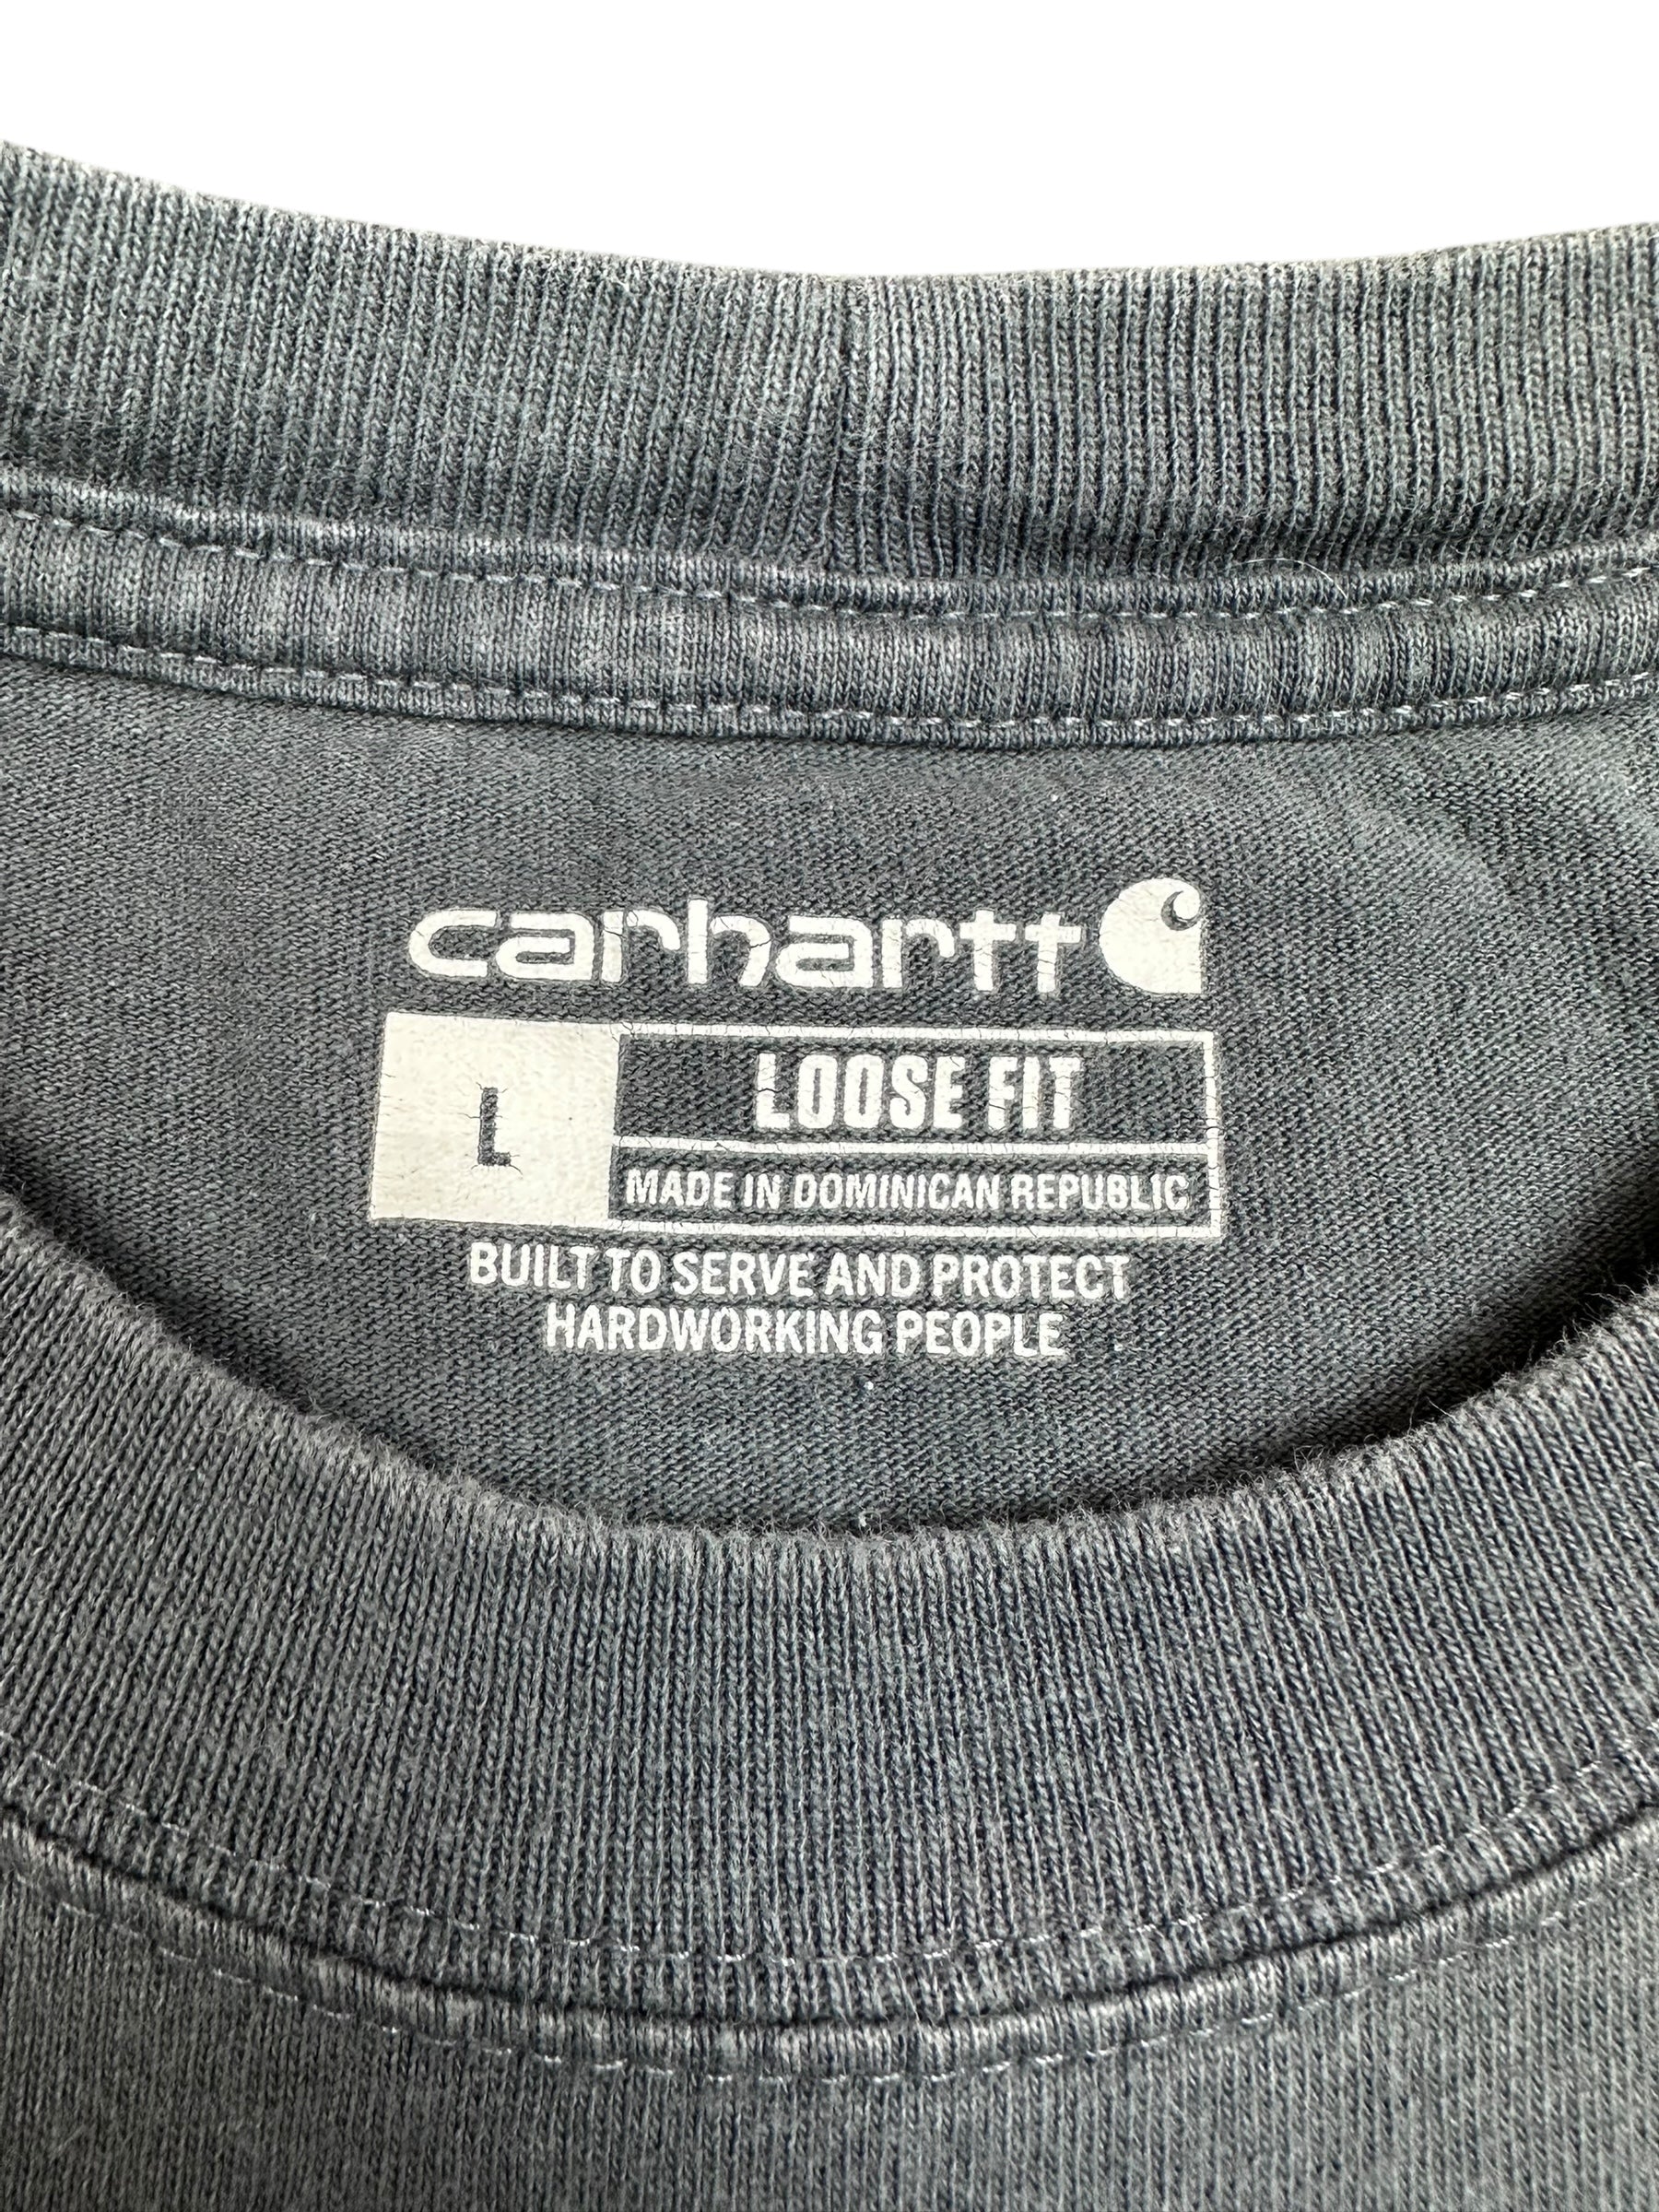 carhartt
L
LOOSE FIT
MADE IN DOMINICAN REPUBLIC
BUILT TO SERVE AND PROTECT
HARDWORKING PEOPLE